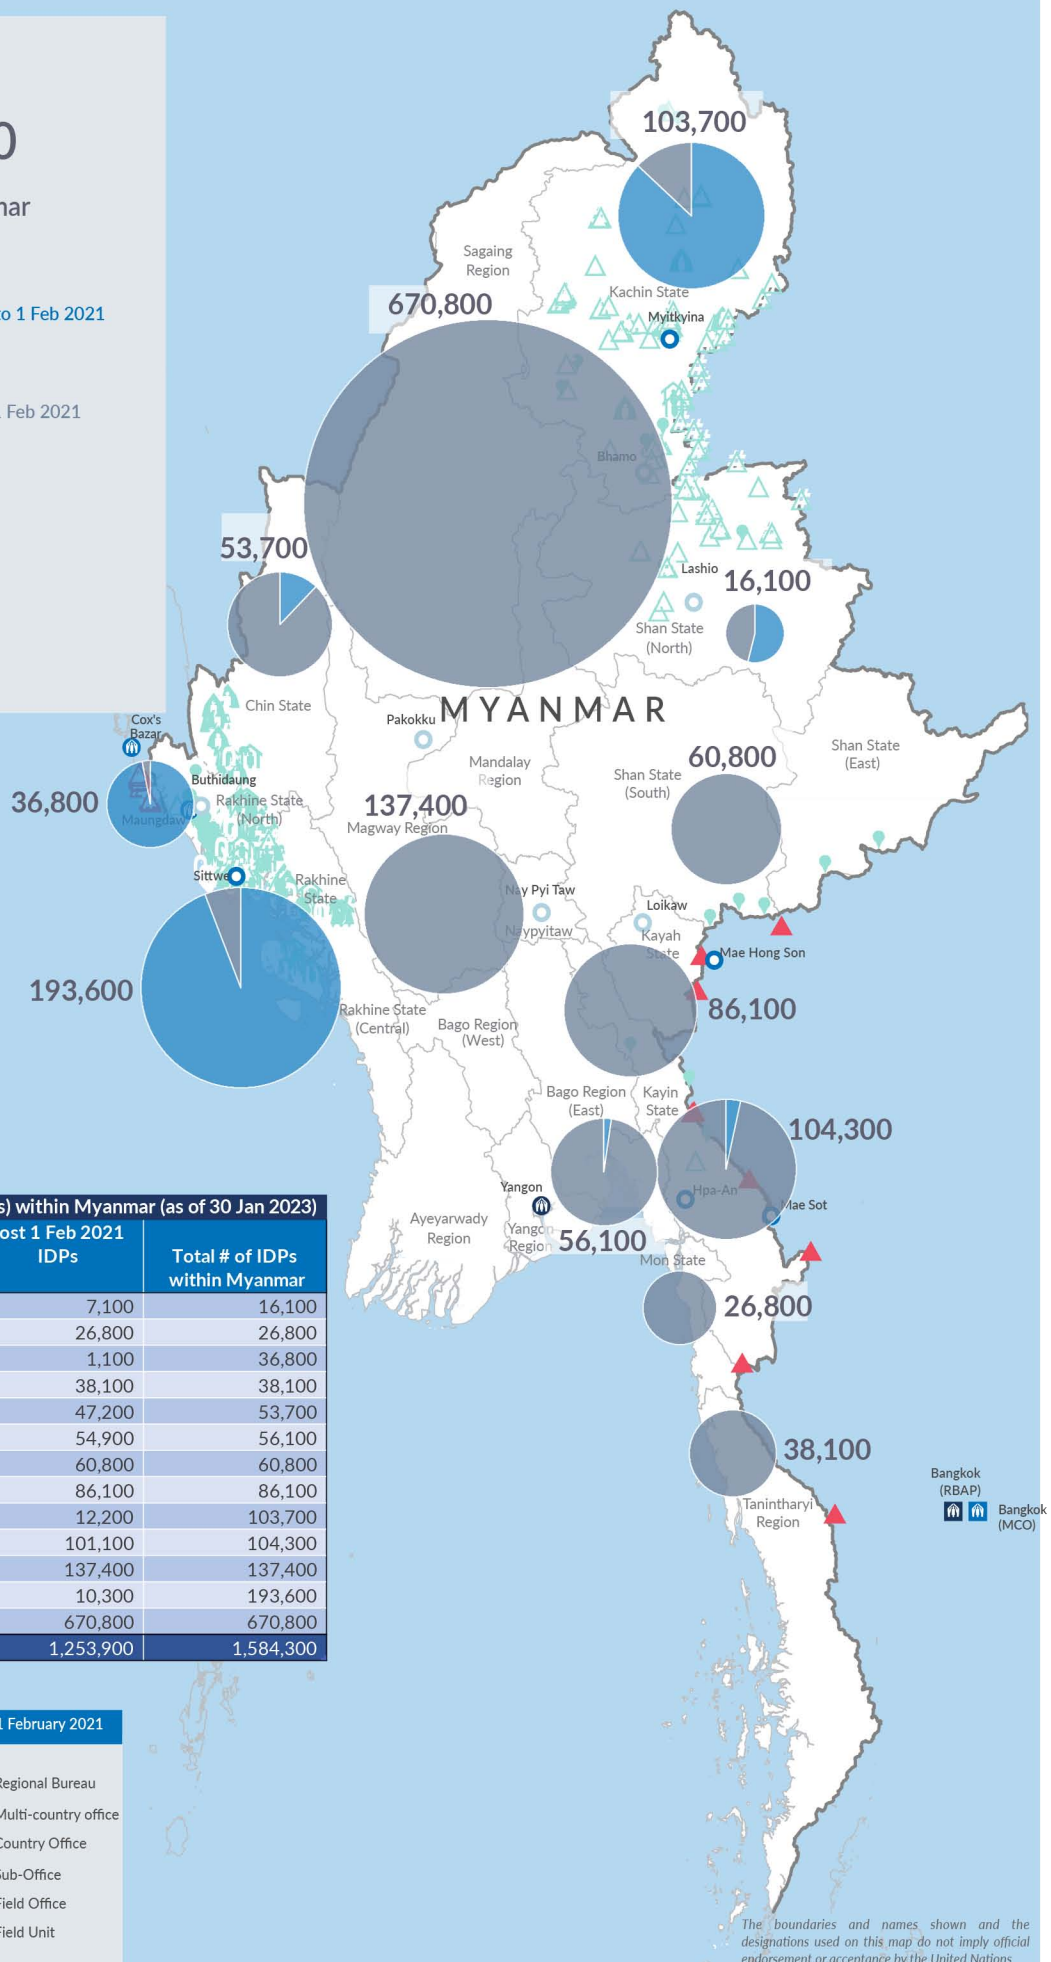 0
mar
to 1 Feb 2021
1 Feb 2021
103,700
Sagaing
Region
Kachin State
Myitkyina
670,800
Bhamo
53,700
Lashio
16,100
Shan State
(North)
Chin State
MYANMAR
Pakokku
Cox's
Bazar
Mandalay
Region
60,800
Shan State
(South)
Shan State
(East)
Buthidaung
36,800
Rakhine State
(North)
Maungdaw
137,400
Magway Region
Sittwe
Rakhine
State
Nay Pyi Taw
Naypyitaw
Loikaw
Kayah
State
Mae Hong Son
193,600
86,100
Rakhine State
(Central)
Bago Region
(West)
Bago Region
(East)
Kayin
State
104,300
Hpa-An
Mae Sot
Yangon
Ayeyarwady
Region
Yangon
Region
56,100
Mon State
26,800
38,100
Tanintharyi
Region
Bangkok
(RBAP)
Bangkok
(MCO)
s) within Myanmar (as of 30 Jan 2023)
ost 1 Feb 2021
IDPs
Total # of IDPs
within Myanmar
7,100 16,100
26,800 26,800
1,100 36,800
38,100 38,100
47,200 53,700
54,900 56,100
60,800 60,800
86,100 86,100
12,200 103,700
101,100 104,300
137,400 137,400
10,300 193,600
670,800 670,800
1,253,900 1,584,300
1 February 2021
Regional Bureau
Multi-country office
Country Office
Sub-Office
Field Office
Field Unit
The boundaries and names shown and the
designations used on this map do not imply official
endorsement or acceptance by the United Nations.